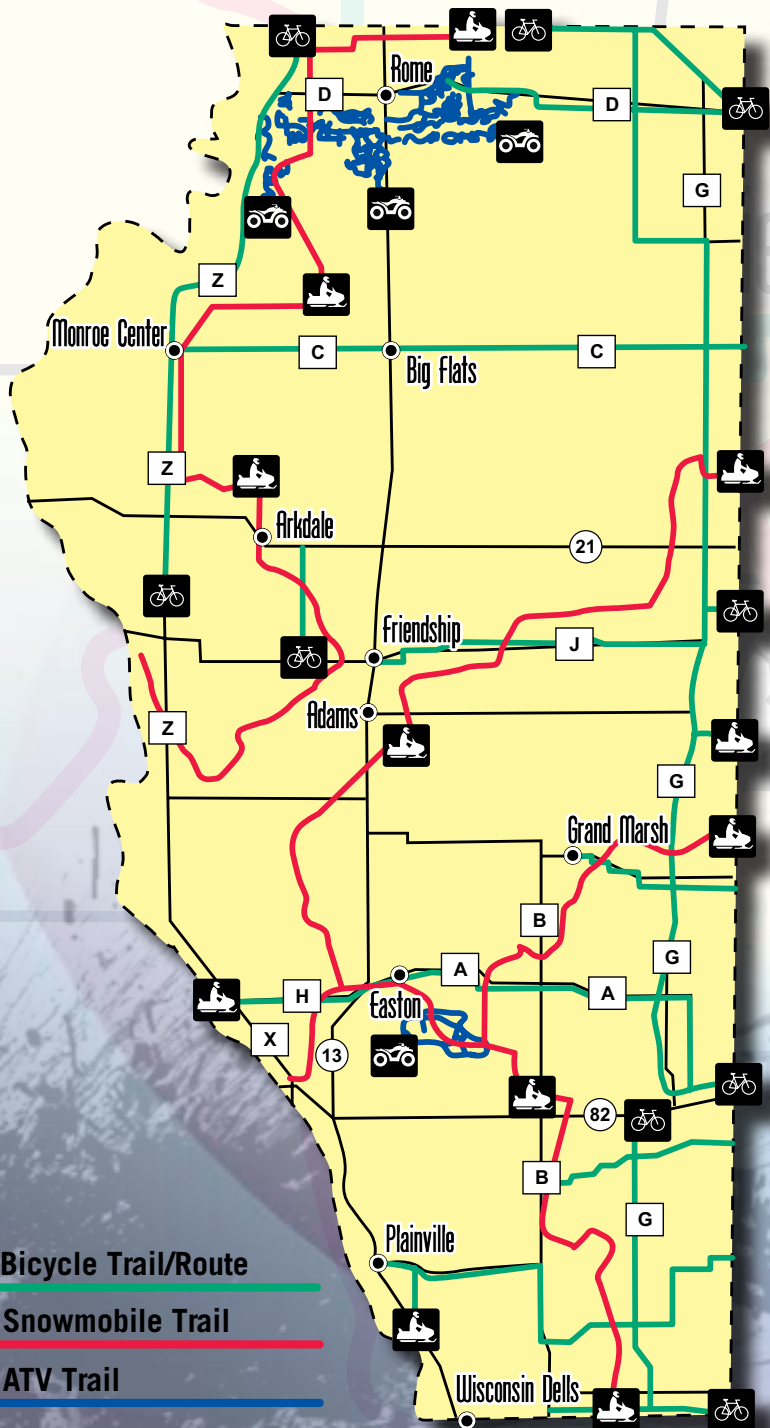 Rome
D
D
G
Z
Monroe Center
C
C
Big Flats
Z
Arkdale
21
Friendship
J
Adams
Z
G
Grand Marsh
B
A
G
H
A
Easton
X
13
82
B
G
Plainville
Bicycle Trail/Route
Snowmobile Trail
ATV Trail
Wisconsin Dells